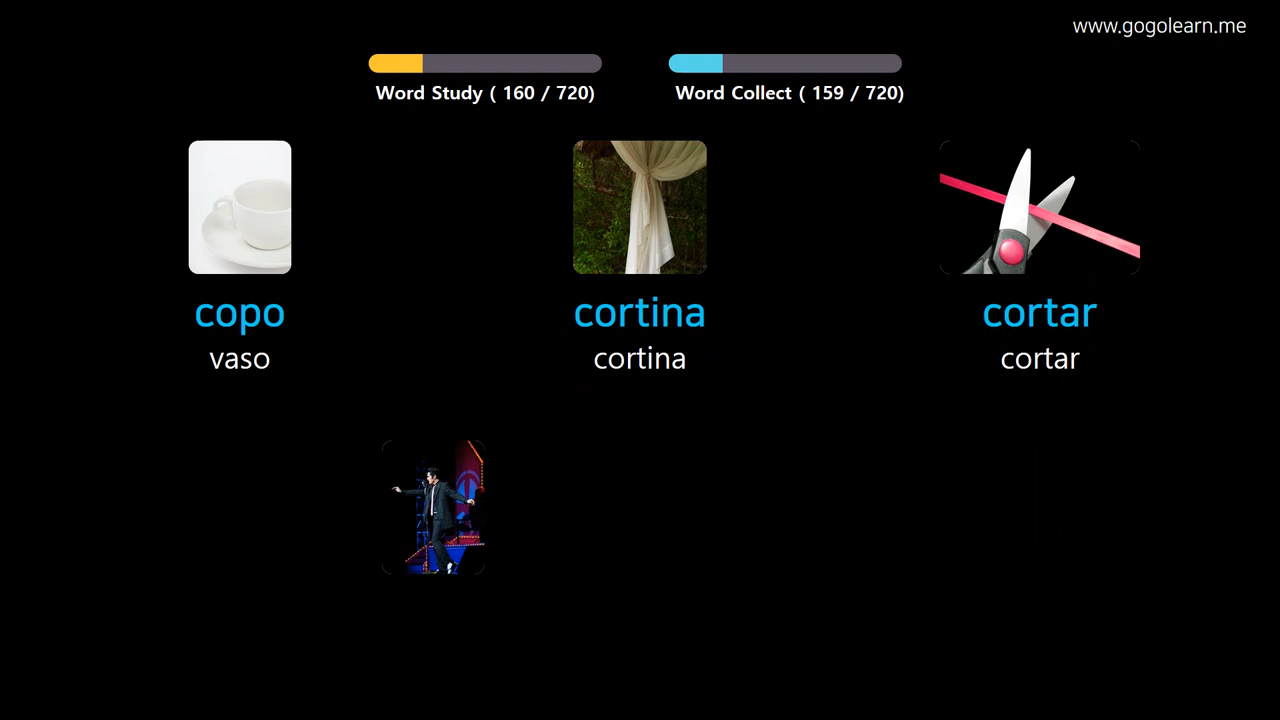 www.gogolearn.me
Word Study ( 160 / 720)
Word Collect ( 159 / 720)
copo
cortina
cortar
vaso
cortina
cortar